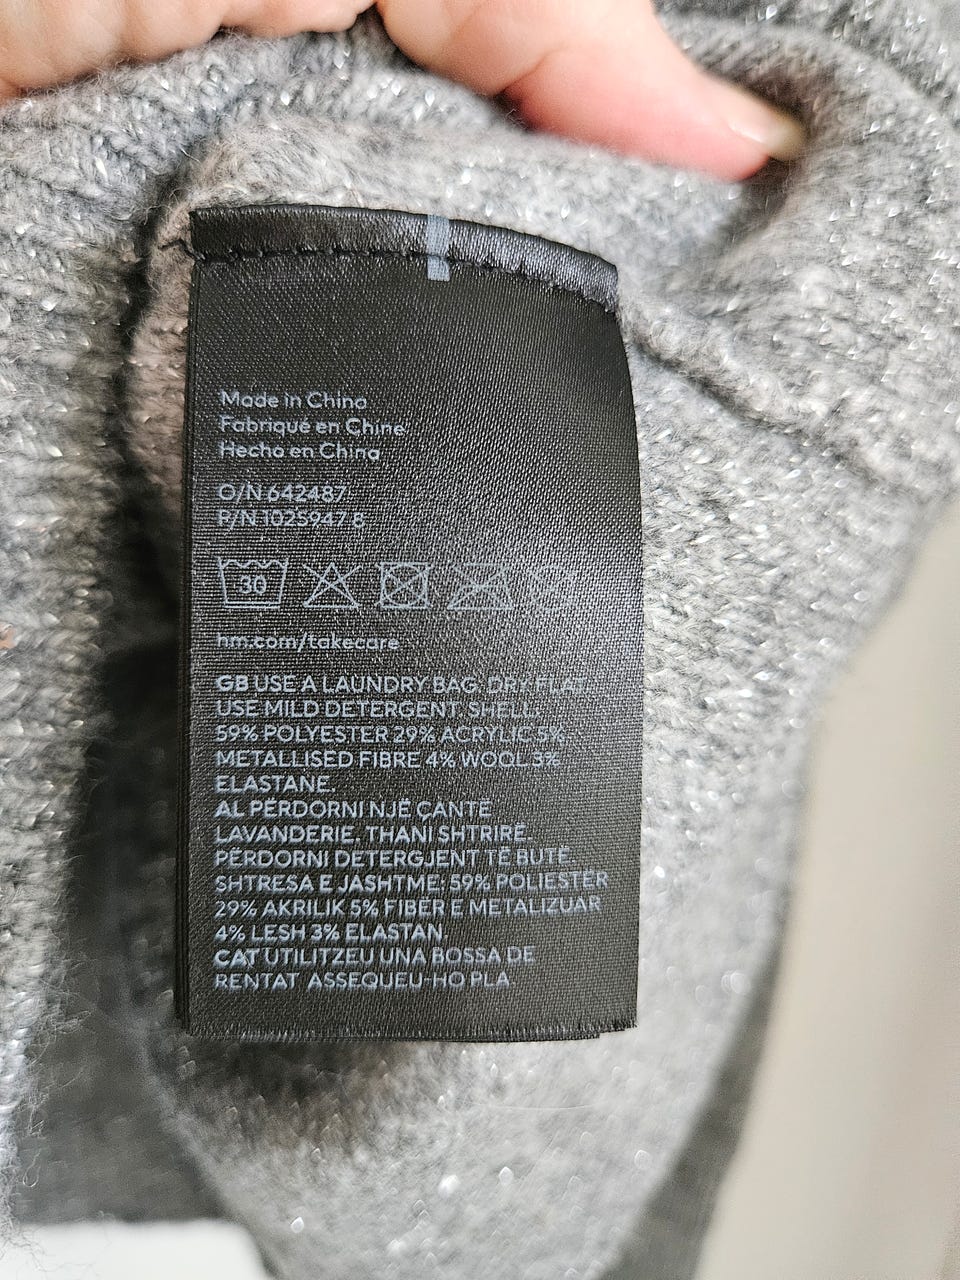 Made in China
Fabriqué en Chine
Hecho en China
O/N 642487
P/N 1025947 8
30
hm.com/takecare
GB USE A LAUNDRY BAG. DRY FLAT.
USE MILD DETERGENT SHELL:
59% POLYESTER 29% ACRYLIC 5%
METALLISED FIBRE 4% WOOL 3%
ELASTANE.
AL PËRDORNI NJË ÇANTË
LAVANDERIE. THANI SHTRIRË.
PËRDORNI DETERGJENT TË BUTË.
SHTRESA E JASHTME: 59% POLIESTËR
29% AKRILIK 5% FIBËR E METALIZUAR
4% LESH 3% ELASTAN
CAT UTILITZEU UNA BOSSA DE
RENTAT ASSEQUEU-HO PLA